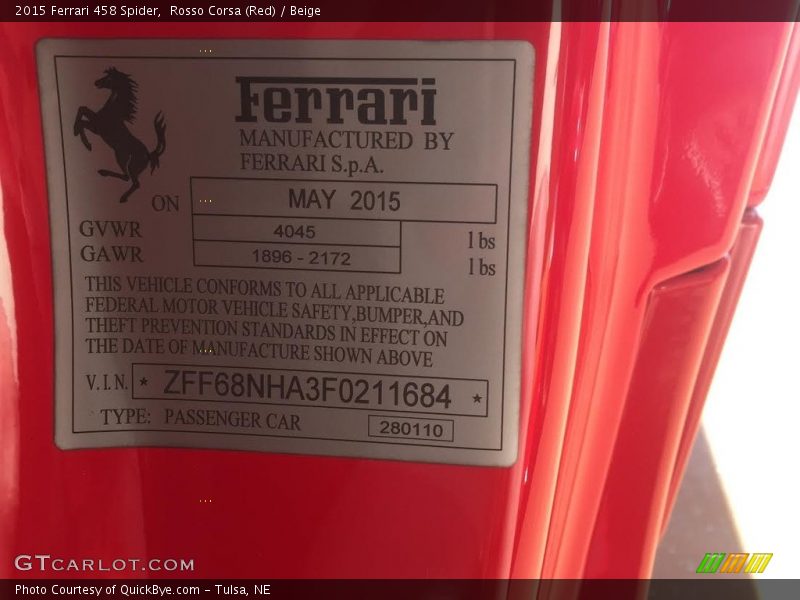 2015 Ferrari 458 Spider,  Rosso Corsa (Red) / Beige
Ferrari
MANUFACTURED BY
FERRARI S.p.A.
ON MAY 2015
GVWR 4045 lbs
GAWR 1896 - 2172 lbs
THIS VEHICLE CONFORMS TO ALL APPLICABLE
FEDERAL MOTOR VEHICLE SAFETY,BUMPER,AND
THEFT PREVENTION STANDARDS IN EFFECT ON
THE DATE OF MANUFACTURE SHOWN ABOVE
V.I.N. * ZFF68NHA3F0211684 *
TYPE: PASSENGER CAR 280110
GTCARLOT.COM
Photo Courtesy of QuickBye.com – Tulsa, NE